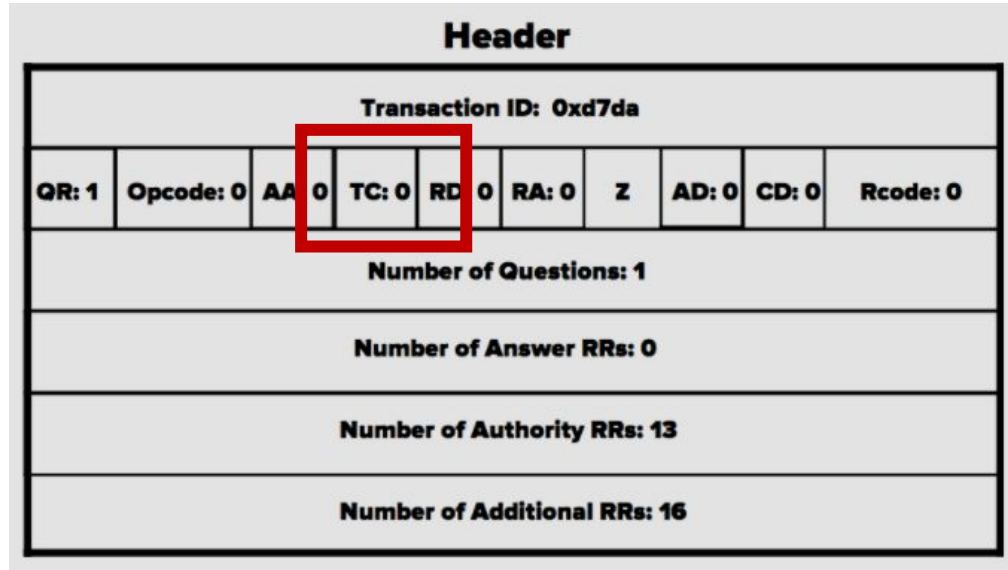 Header
Transaction ID: 0xd7da
QR: 1 Opcode: 0 AA 0 TC: 0 RD 0 RA: 0 Z AD: 0 CD: 0 Rcode: 0
Number of Questions: 1
Number of Answer RRs: 0
Number of Authority RRs: 13
Number of Additional RRs: 16